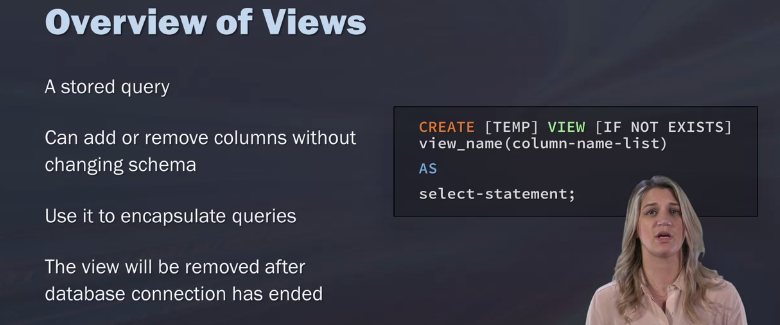 Overview of Views
A stored query
Can add or remove columns without
changing schema
Use it to encapsulate queries
The view will be removed after
database connection has ended
CREATE [TEMP] VIEW [IF NOT EXISTS]
view_name(column-name-list)
AS
select-statement;